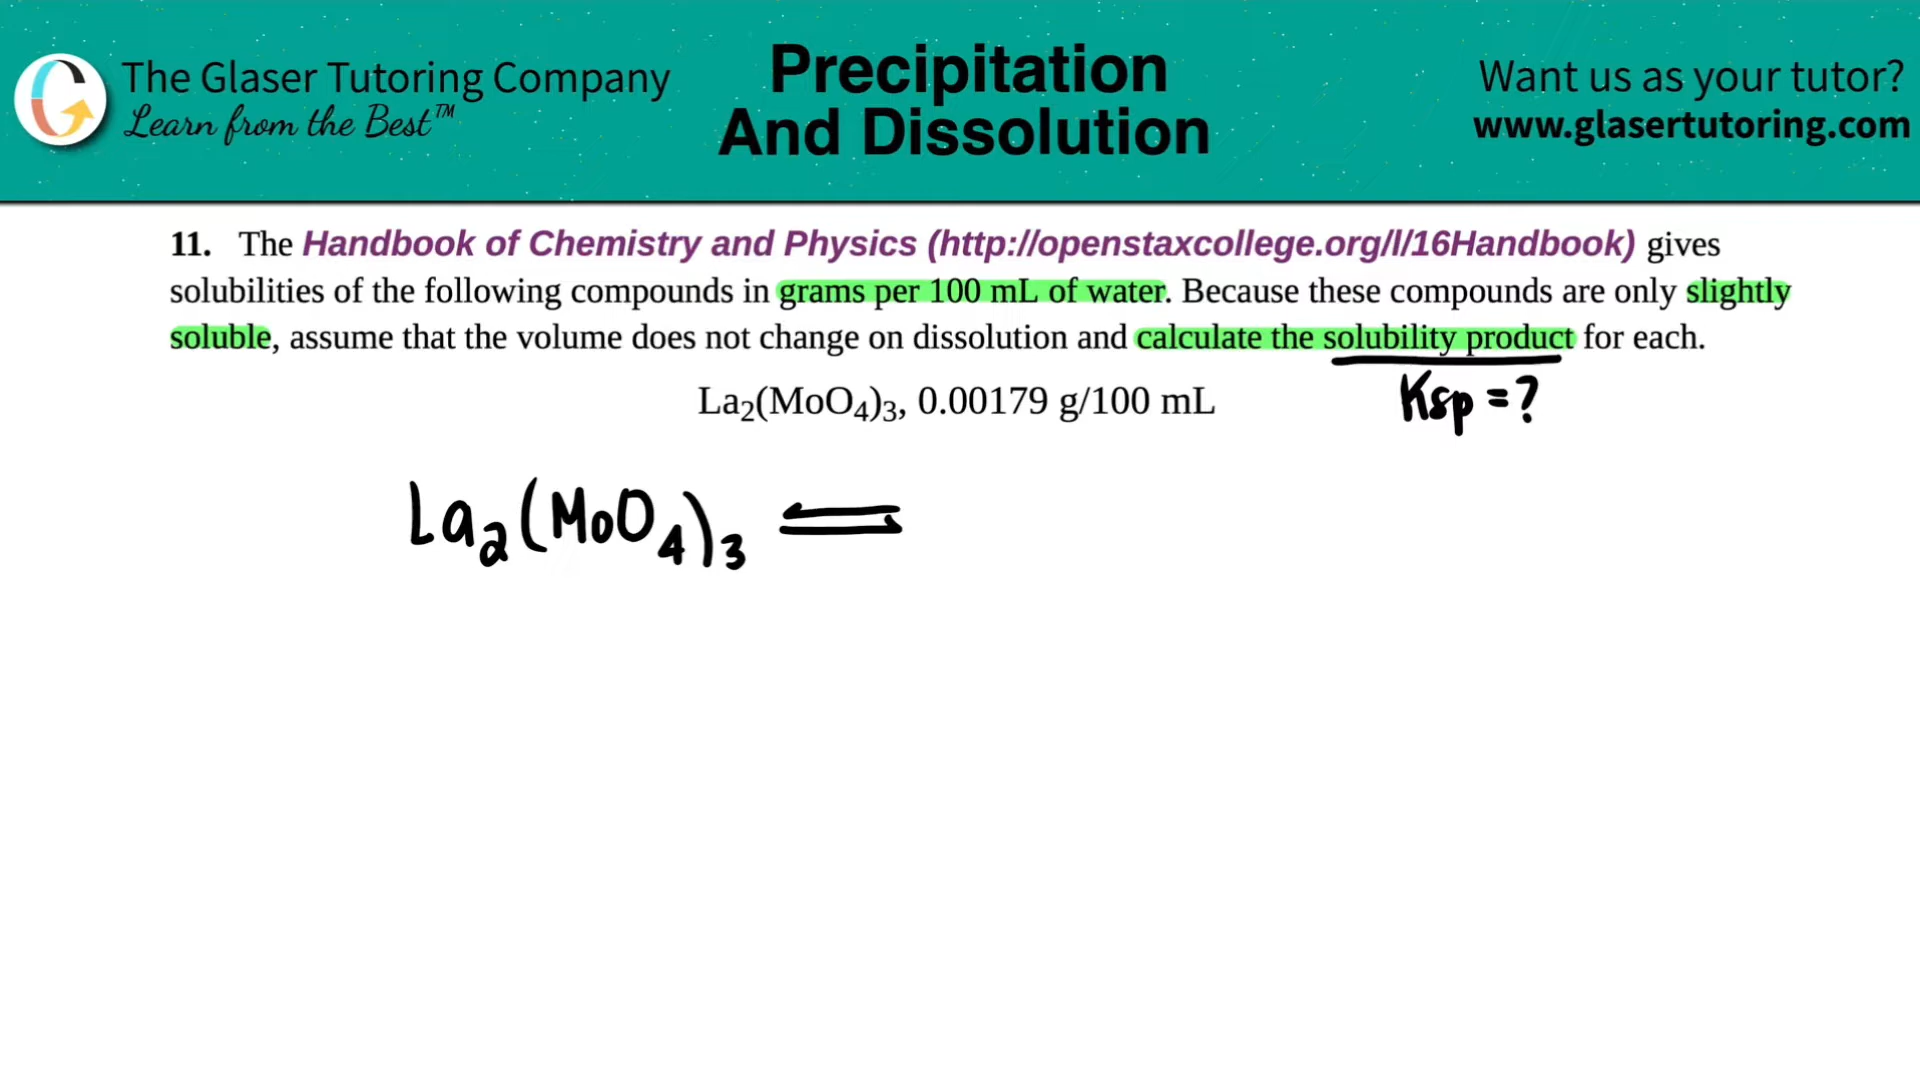 The Glaser Tutoring Company
Learn from the Best™
Precipitation
And Dissolution
Want us as your tutor?
www.glasertutoring.com
11. The Handbook of Chemistry and Physics (http://openstaxcollege.org/l/16Handbook) gives
solubilities of the following compounds in grams per 100 mL of water. Because these compounds are only slightly
soluble, assume that the volume does not change on dissolution and calculate the solubility product for each.
La₂(MoO₄)₃, 0.00179 g/100 mL
Ksp = ?
La₂(MoO₄)₃ ⇌